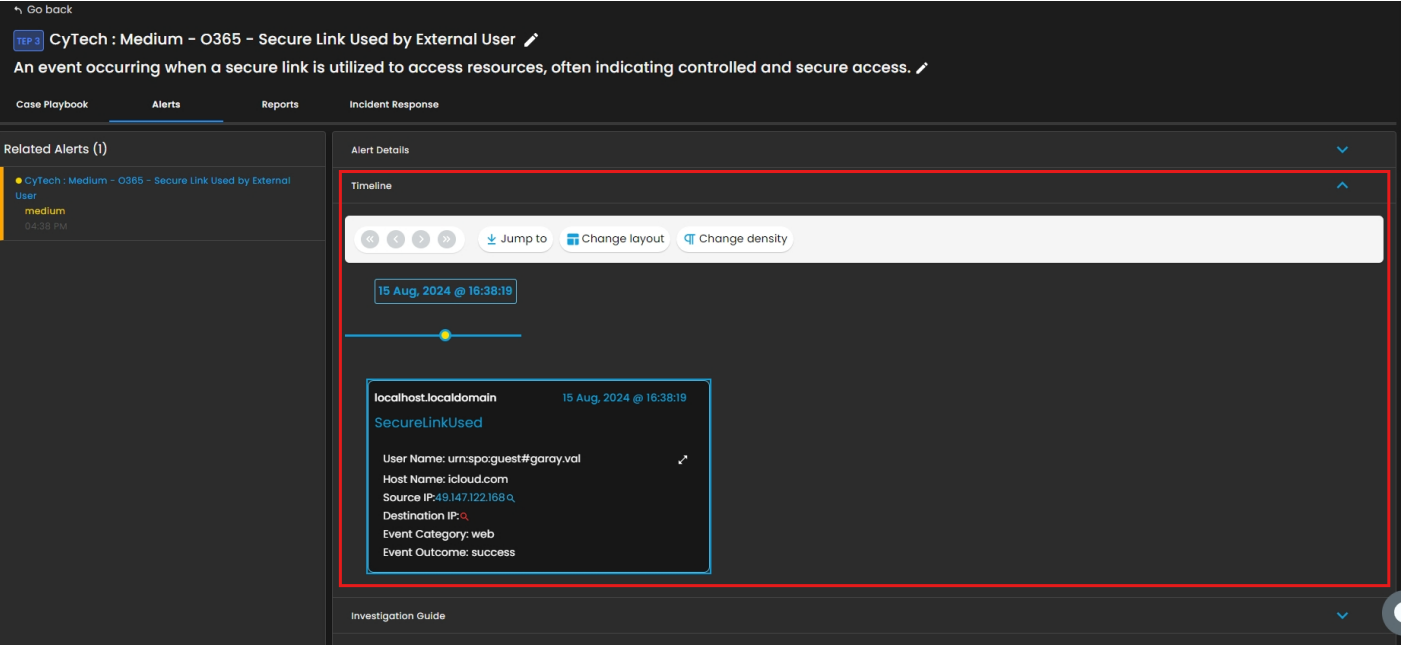 Go back
TEP 3 CyTech : Medium - O365 - Secure Link Used by External User
An event occurring when a secure link is utilized to access resources, often indicating controlled and secure access.
Case Playbook Alerts Reports Incident Response
Related Alerts (1)
CyTech : Medium - O365 - Secure Link Used by External
User
medium
04:38 PM
Alert Details
Timeline
Jump to Change layout Change density
15 Aug, 2024 @ 16:38:19
localhost.localdomain 15 Aug, 2024 @ 16:38:19
SecureLinkUsed
User Name: urn:spo:guest#garay.val
Host Name: icloud.com
Source IP:49.147.122.168
Destination IP:
Event Category: web
Event Outcome: success
Investigation Guide